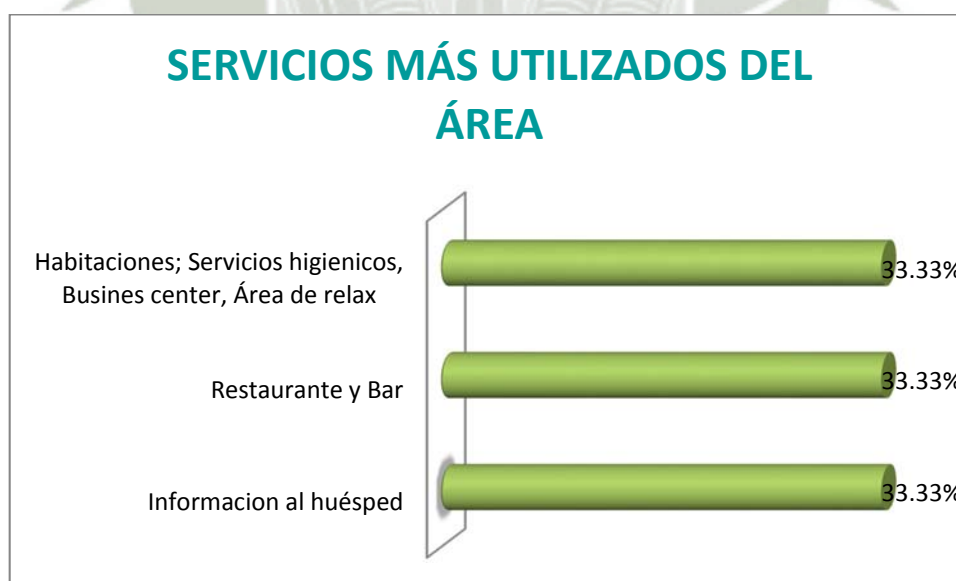 SERVICIOS MÁS UTILIZADOS DEL
ÁREA
Habitaciones; Servicios higienicos,
Busines center, Área de relax
33.33%
Restaurante y Bar
33.33%
Informacion al huésped
33.33%